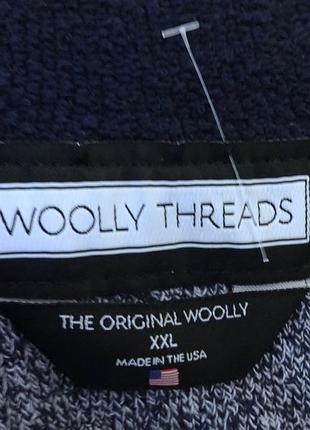 WOOLLY THREADS
THE ORIGINAL WOOLLY
XXL
MADE IN THE USA